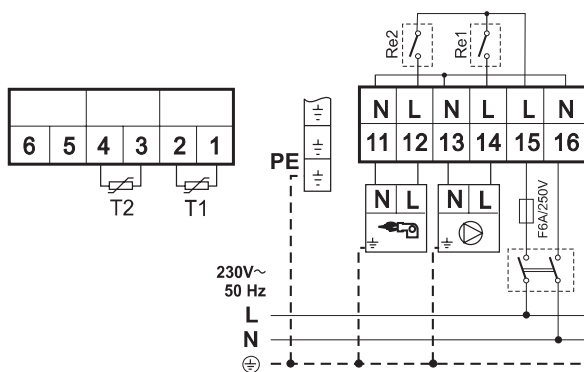 Re2
Re1
N L N L L N
11 12 13 14 15 16
6 5 4 3 2 1
T2 T1
PE
N L
N L
F6A/250V
230V~
50 Hz
L
N